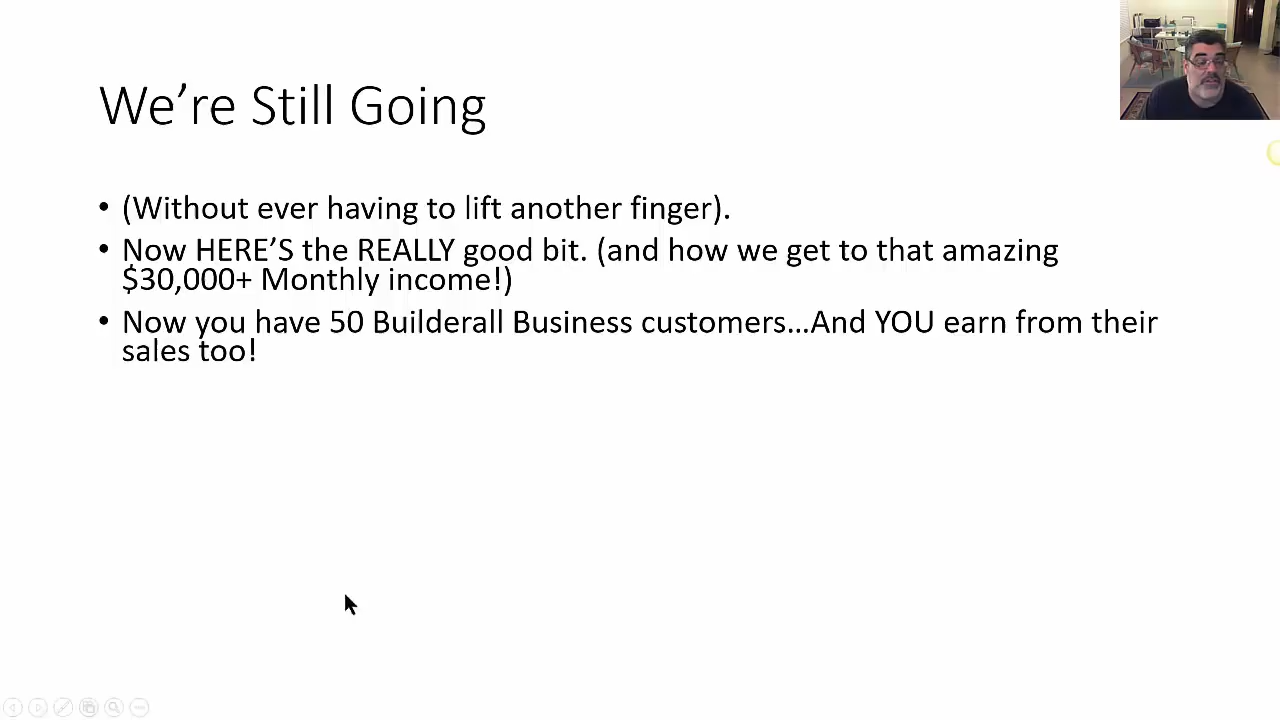 We’re Still Going
• (Without ever having to lift another finger).
• Now HERE’S the REALLY good bit. (and how we get to that amazing
$30,000+ Monthly income!)
• Now you have 50 Builderall Business customers…And YOU earn from their
sales too!